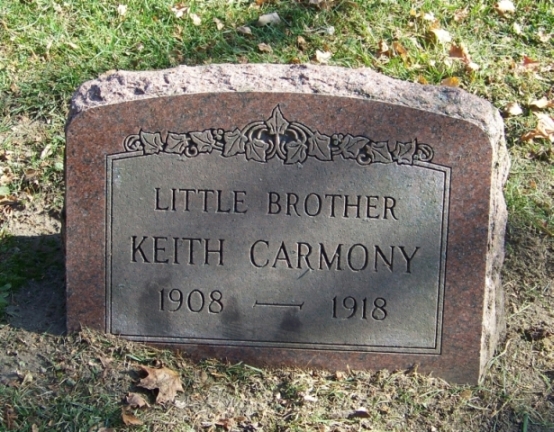 LITTLE BROTHER
KEITH CARMONY
1908 — 1918